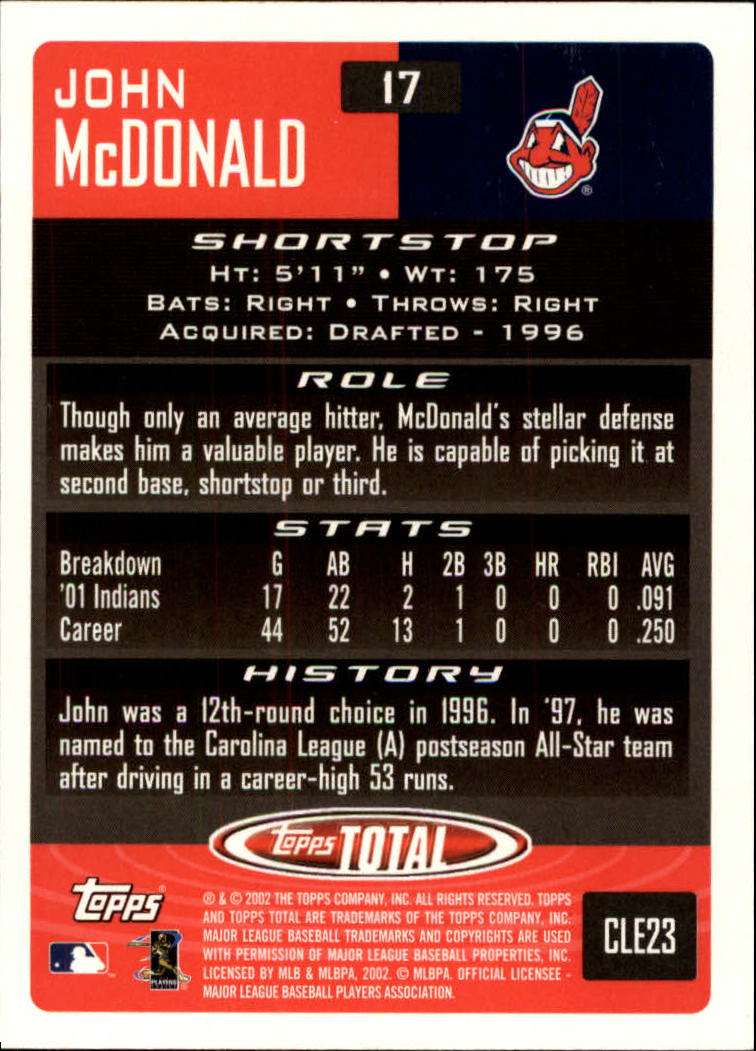 JOHN
McDONALD
17
®
SHORTSTOP
HT: 5'11" • WT: 175
BATS: RIGHT • THROWS: RIGHT
ACQUIRED: DRAFTED - 1996
ROLE
Though only an average hitter, McDonald's stellar defense
makes him a valuable player. He is capable of picking it at
second base, shortstop or third.
STATS
Breakdown G AB H 2B 3B HR RBI AVG
'01 Indians 17 22 2 1 0 0 0 .091
Career 44 52 13 1 0 0 0 .250
HISTORY
John was a 12th-round choice in 1996. In '97, he was
named to the Carolina League (A) postseason All-Star team
after driving in a career-high 53 runs.
Topps TOTAL
Topps®
® & © 2002 THE TOPPS COMPANY, INC. ALL RIGHTS RESERVED. TOPPS
AND TOPPS TOTAL ARE TRADEMARKS OF THE TOPPS COMPANY, INC.
MAJOR LEAGUE BASEBALL TRADEMARKS AND COPYRIGHTS ARE USED
WITH PERMISSION OF MAJOR LEAGUE BASEBALL PROPERTIES, INC.
LICENSED BY MLB & MLBPA, 2002. © MLBPA. OFFICIAL LICENSEE -
MAJOR LEAGUE BASEBALL PLAYERS ASSOCIATION.
PLAYERS
CLE23